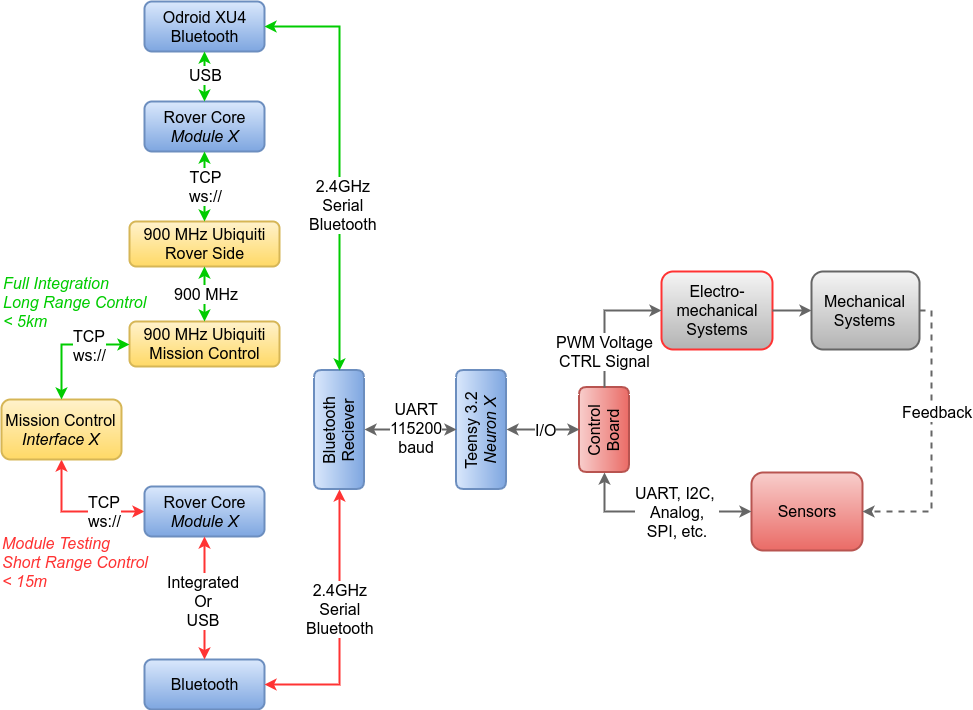 Odroid XU4
Bluetooth
USB
Rover Core
Module X
TCP
ws://
900 MHz Ubiquiti
Rover Side
900 MHz
900 MHz Ubiquiti
Mission Control
Full Integration
Long Range Control
< 5km
TCP
ws://
Mission Control
Interface X
TCP
ws://
Rover Core
Module X
Module Testing
Short Range Control
< 15m
Integrated
Or
USB
Bluetooth
2.4GHz
Serial
Bluetooth
2.4GHz
Serial
Bluetooth
Bluetooth
Reciever
UART
115200
baud
Teensy 3.2
Neuron X
I/O
Control
Board
PWM Voltage
CTRL Signal
Electro-
mechanical
Systems
Mechanical
Systems
Feedback
UART, I2C,
Analog,
SPI, etc.
Sensors